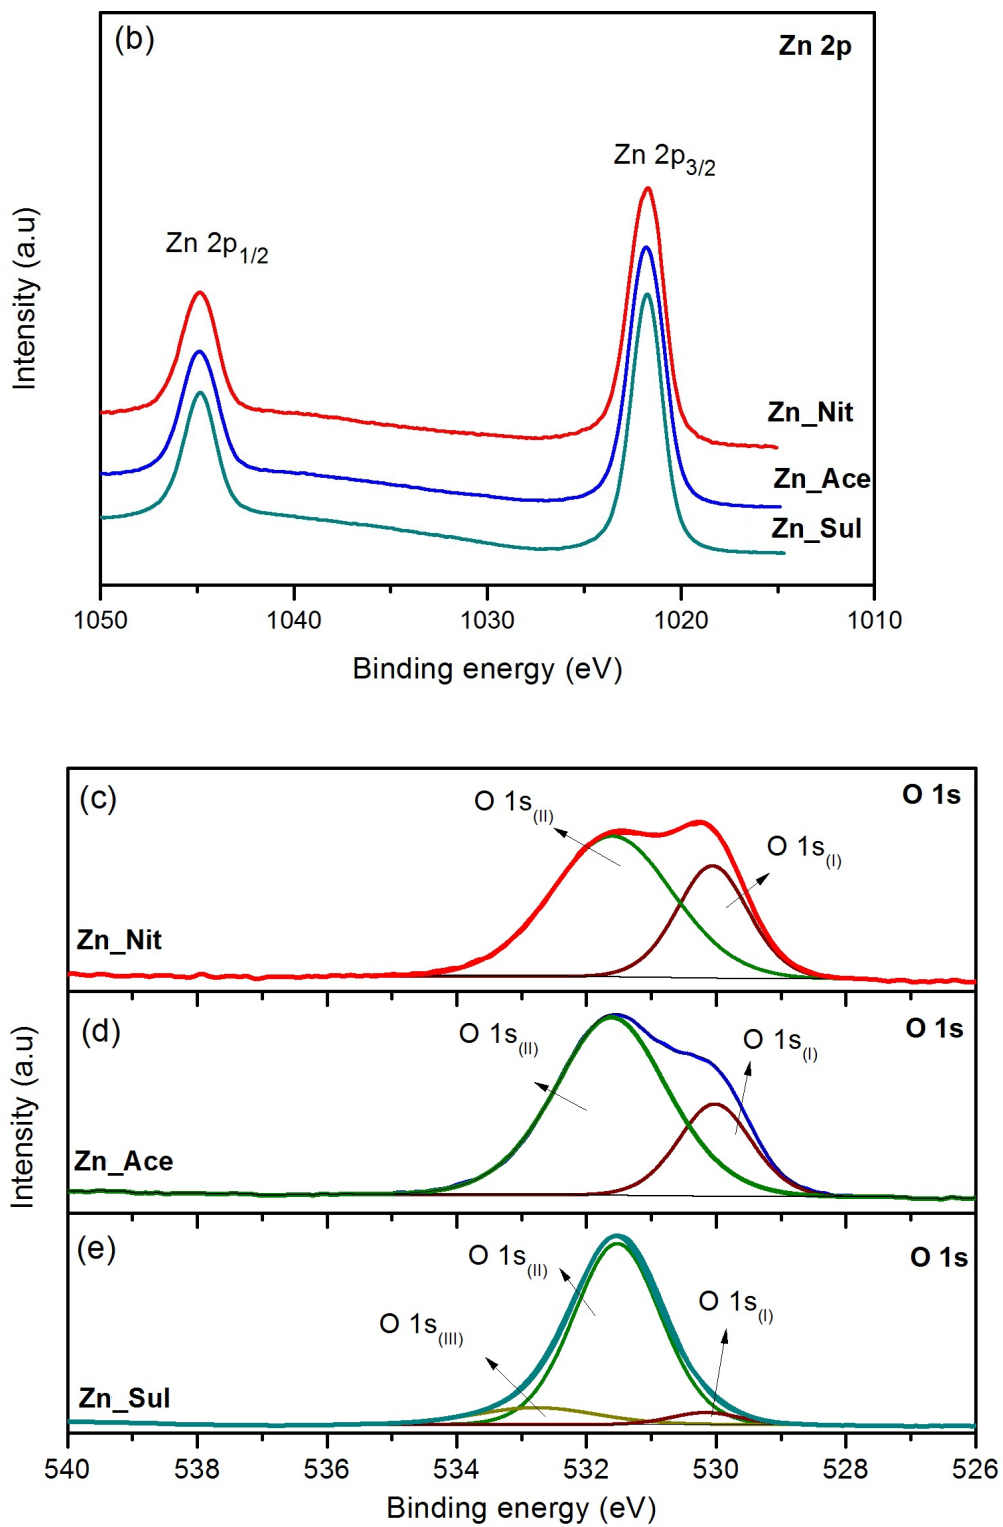 (b)
Zn 2p
Zn 2p3/2
Zn 2p1/2
Intensity (a.u)
Zn_Nit
Zn_Ace
Zn_Sul
1050 1040 1030 1020 1010
Binding energy (eV)
(c)
O 1s
O 1s(II)
O 1s(I)
Zn_Nit
(d)
O 1s
O 1s(II)
O 1s(I)
Intensity (a.u)
Zn_Ace
(e)
O 1s
O 1s(II)
O 1s(I)
O 1s(III)
Zn_Sul
540 538 536 534 532 530 528 526
Binding energy (eV)